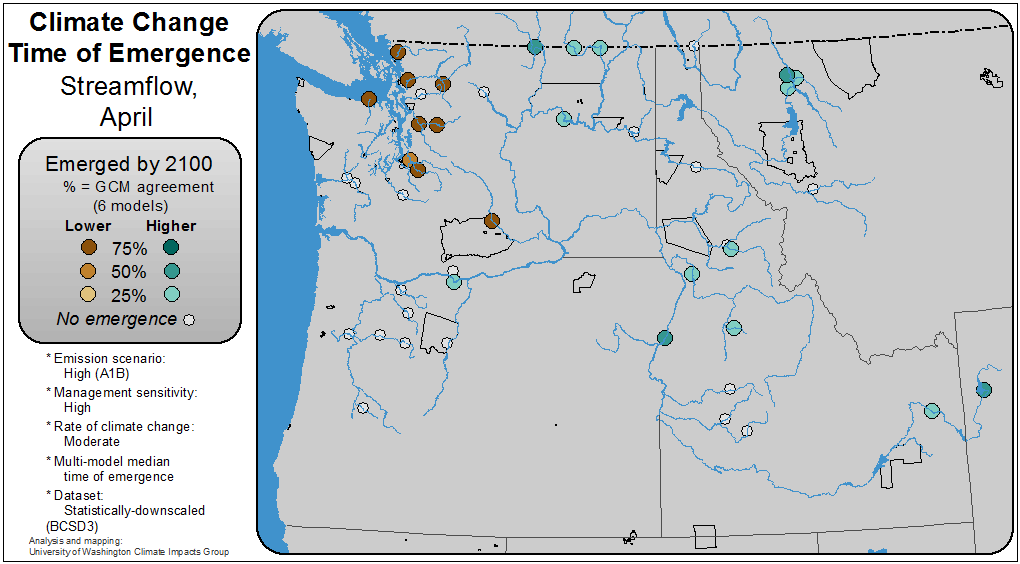 Climate Change
Time of Emergence
Streamflow,
April
Emerged by 2100
% = GCM agreement
(6 models)
Lower Higher
75%
50%
25%
No emergence
* Emission scenario:
High (A1B)
* Management sensitivity:
High
* Rate of climate change:
Moderate
* Multi-model median
time of emergence
* Dataset:
Statistically-downscaled
(BCSD3)
Analysis and mapping:
University of Washington Climate Impacts Group